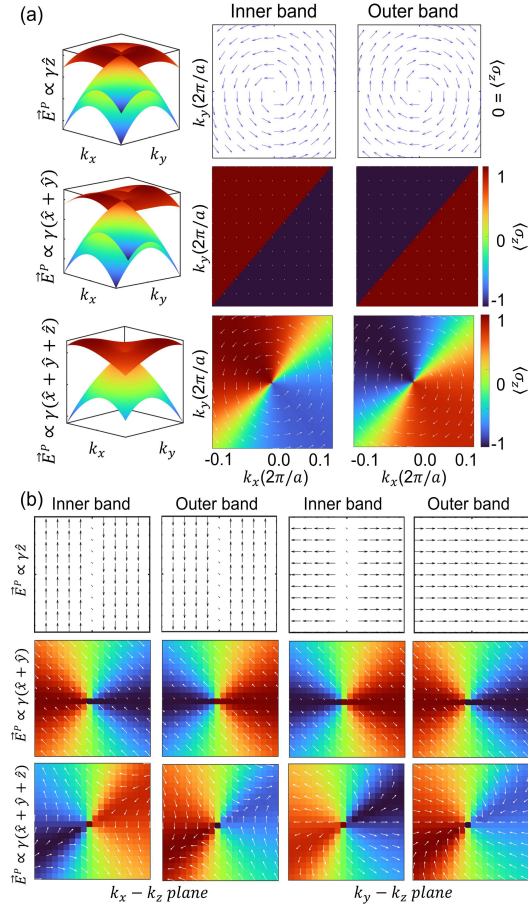 (a)
Inner band
Outer band
E⃗ᴾ ∝ γẑ
k_x
k_y
k_y(2π/a)
⟨σ_z⟩ = 0
E⃗ᴾ ∝ γ(x̂ + ŷ)
k_x
k_y
k_y(2π/a)
1
0
-1
⟨σ_z⟩
E⃗ᴾ ∝ γ(x̂ + ŷ + ẑ)
k_x
k_y
k_y(2π/a)
1
0
-1
⟨σ_z⟩
-0.1 0.0 0.1
-0.1 0.0 0.1
k_x(2π/a)
k_x(2π/a)
(b)
Inner band
Outer band
Inner band
Outer band
E⃗ᴾ ∝ γẑ
E⃗ᴾ ∝ γ(x̂ + ŷ)
E⃗ᴾ ∝ γ(x̂ + ŷ + ẑ)
k_x − k_z plane
k_y − k_z plane